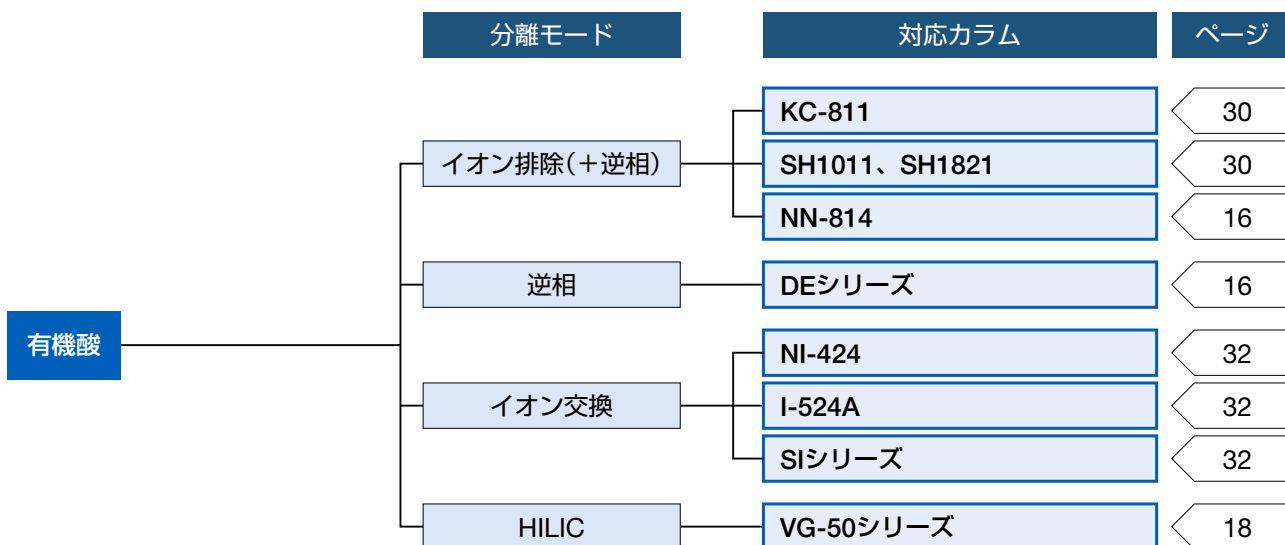 分離モード 対応カラム ページ
KC-811 30
イオン排除(＋逆相) SH1011、SH1821 30
NN-814 16
逆相 DEシリーズ 16
有機酸
NI-424 32
イオン交換 I-524A 32
SIシリーズ 32
HILIC VG-50シリーズ 18